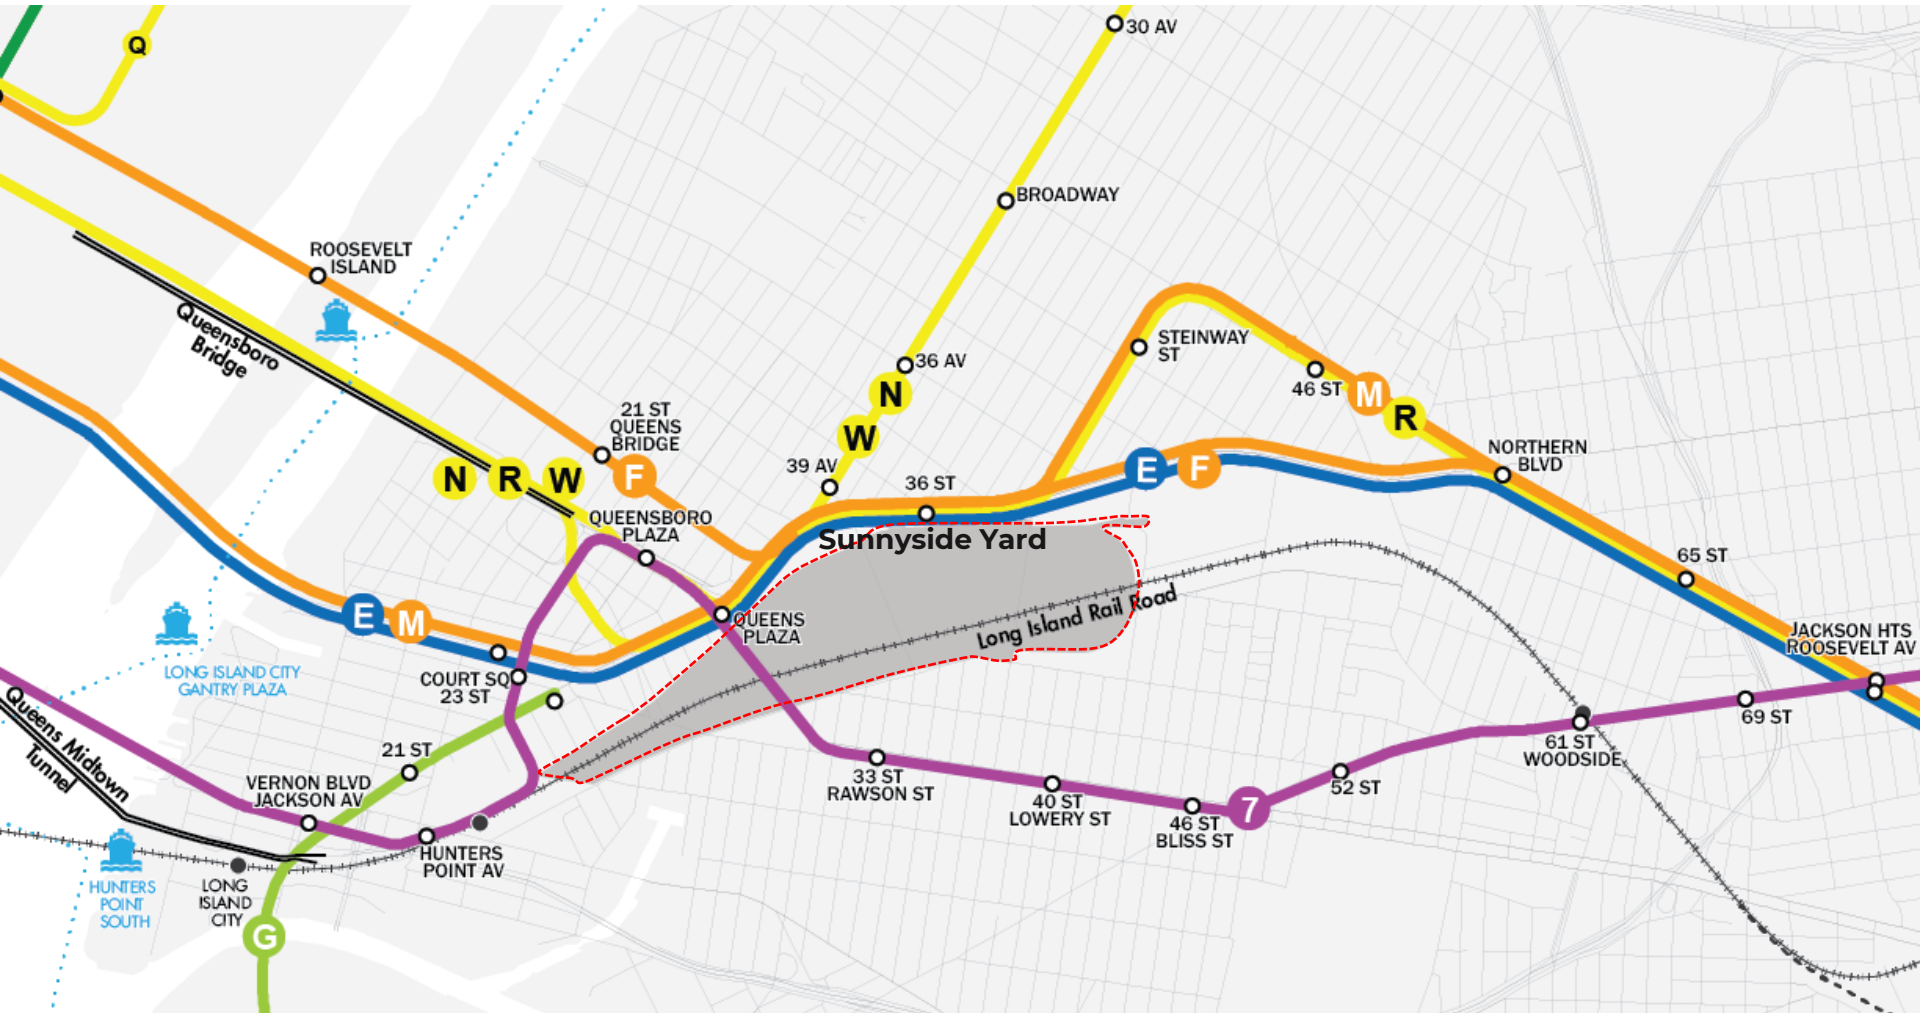 Q
30 AV
BROADWAY
ROOSEVELT
ISLAND
Queensboro
Bridge
36 AV
N
W
39 AV
STEINWAY
ST
46 ST
M
R
NORTHERN
BLVD
21 ST
QUEENS
BRIDGE
F
N
R
W
QUEENSBORO
PLAZA
36 ST
E
F
Sunnyside Yard
65 ST
E
M
QUEENS
PLAZA
Long Island Rail Road
JACKSON HTS
ROOSEVELT AV
LONG ISLAND CITY
GANTRY PLAZA
COURT SQ
23 ST
Queens Midtown
Tunnel
21 ST
VERNON BLVD
JACKSON AV
33 ST
RAWSON ST
40 ST
LOWERY ST
46 ST
BLISS ST
7
52 ST
61 ST
WOODSIDE
69 ST
HUNTERS
POINT AV
HUNTERS
POINT
SOUTH
LONG
ISLAND
CITY
G